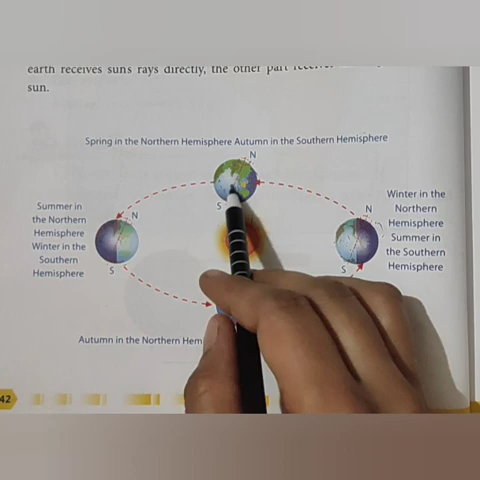 earth receives suns rays directly, the other part
sun.
Spring in the Northern Hemisphere Autumn in the Southern Hemisphere
N
S
Summer in
the Northern
Hemisphere
Winter in the
Southern
Hemisphere
N
S
Winter in the
Northern
Hemisphere
Summer in
the Southern
Hemisphere
N
S
Autumn in the Northern Hem
42